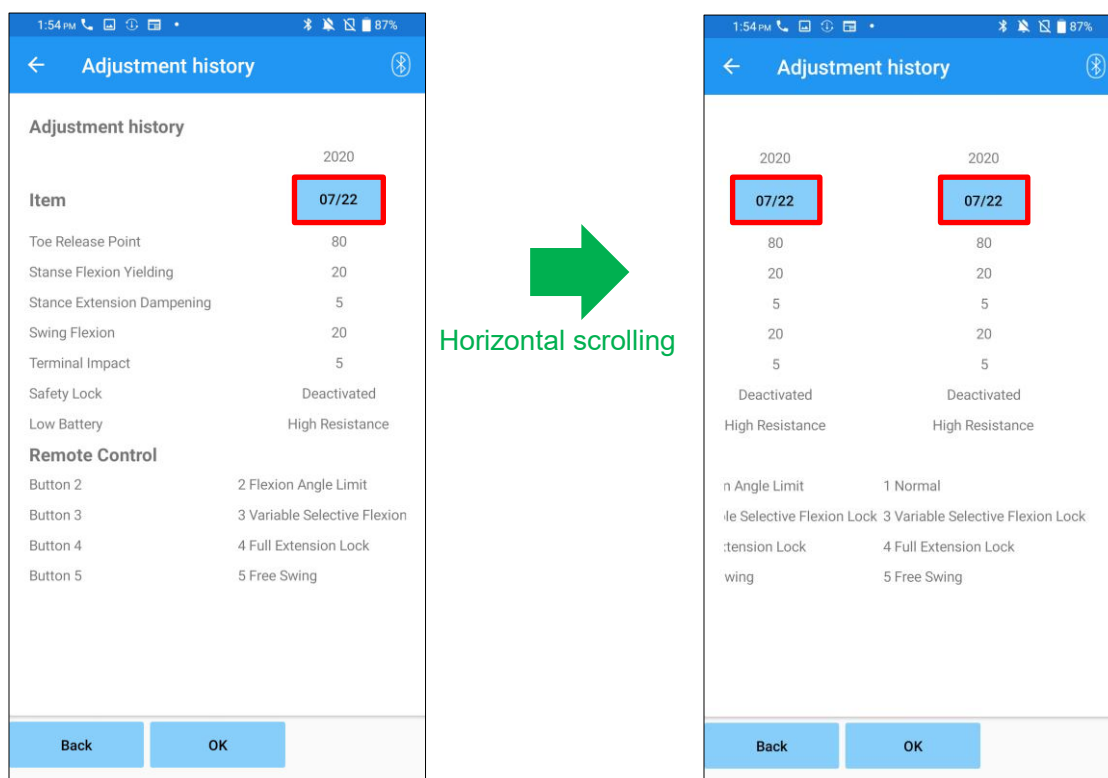 1:54 PM 87%
Adjustment history
Adjustment history
2020
Item 07/22
Toe Release Point 80
Stanse Flexion Yielding 20
Stance Extension Dampening 5
Swing Flexion 20
Terminal Impact 5
Safety Lock Deactivated
Low Battery High Resistance
Remote Control
Button 2 2 Flexion Angle Limit
Button 3 3 Variable Selective Flexion
Button 4 4 Full Extension Lock
Button 5 5 Free Swing
Back OK
Horizontal scrolling
1:54 PM 87%
Adjustment history
2020 2020
07/22 07/22
80 80
20 20
5 5
20 20
5 5
Deactivated Deactivated
High Resistance High Resistance
n Angle Limit 1 Normal
le Selective Flexion Lock 3 Variable Selective Flexion Lock
tension Lock 4 Full Extension Lock
wing 5 Free Swing
Back OK